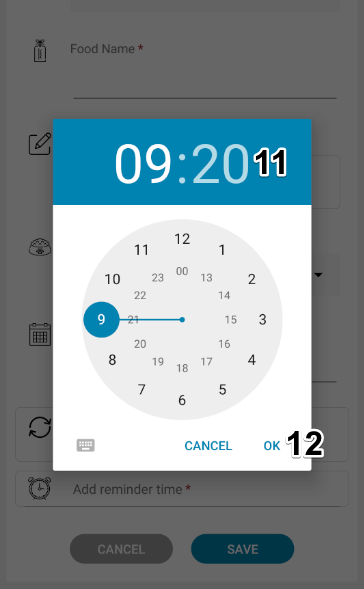 Food Name *
09:20 11
12
11 1
10 23 00 13 2
22 14
9 21 15 3
20 16
8 19 18 17 4
7 5
6
CANCEL OK 12
Add reminder time *
CANCEL SAVE